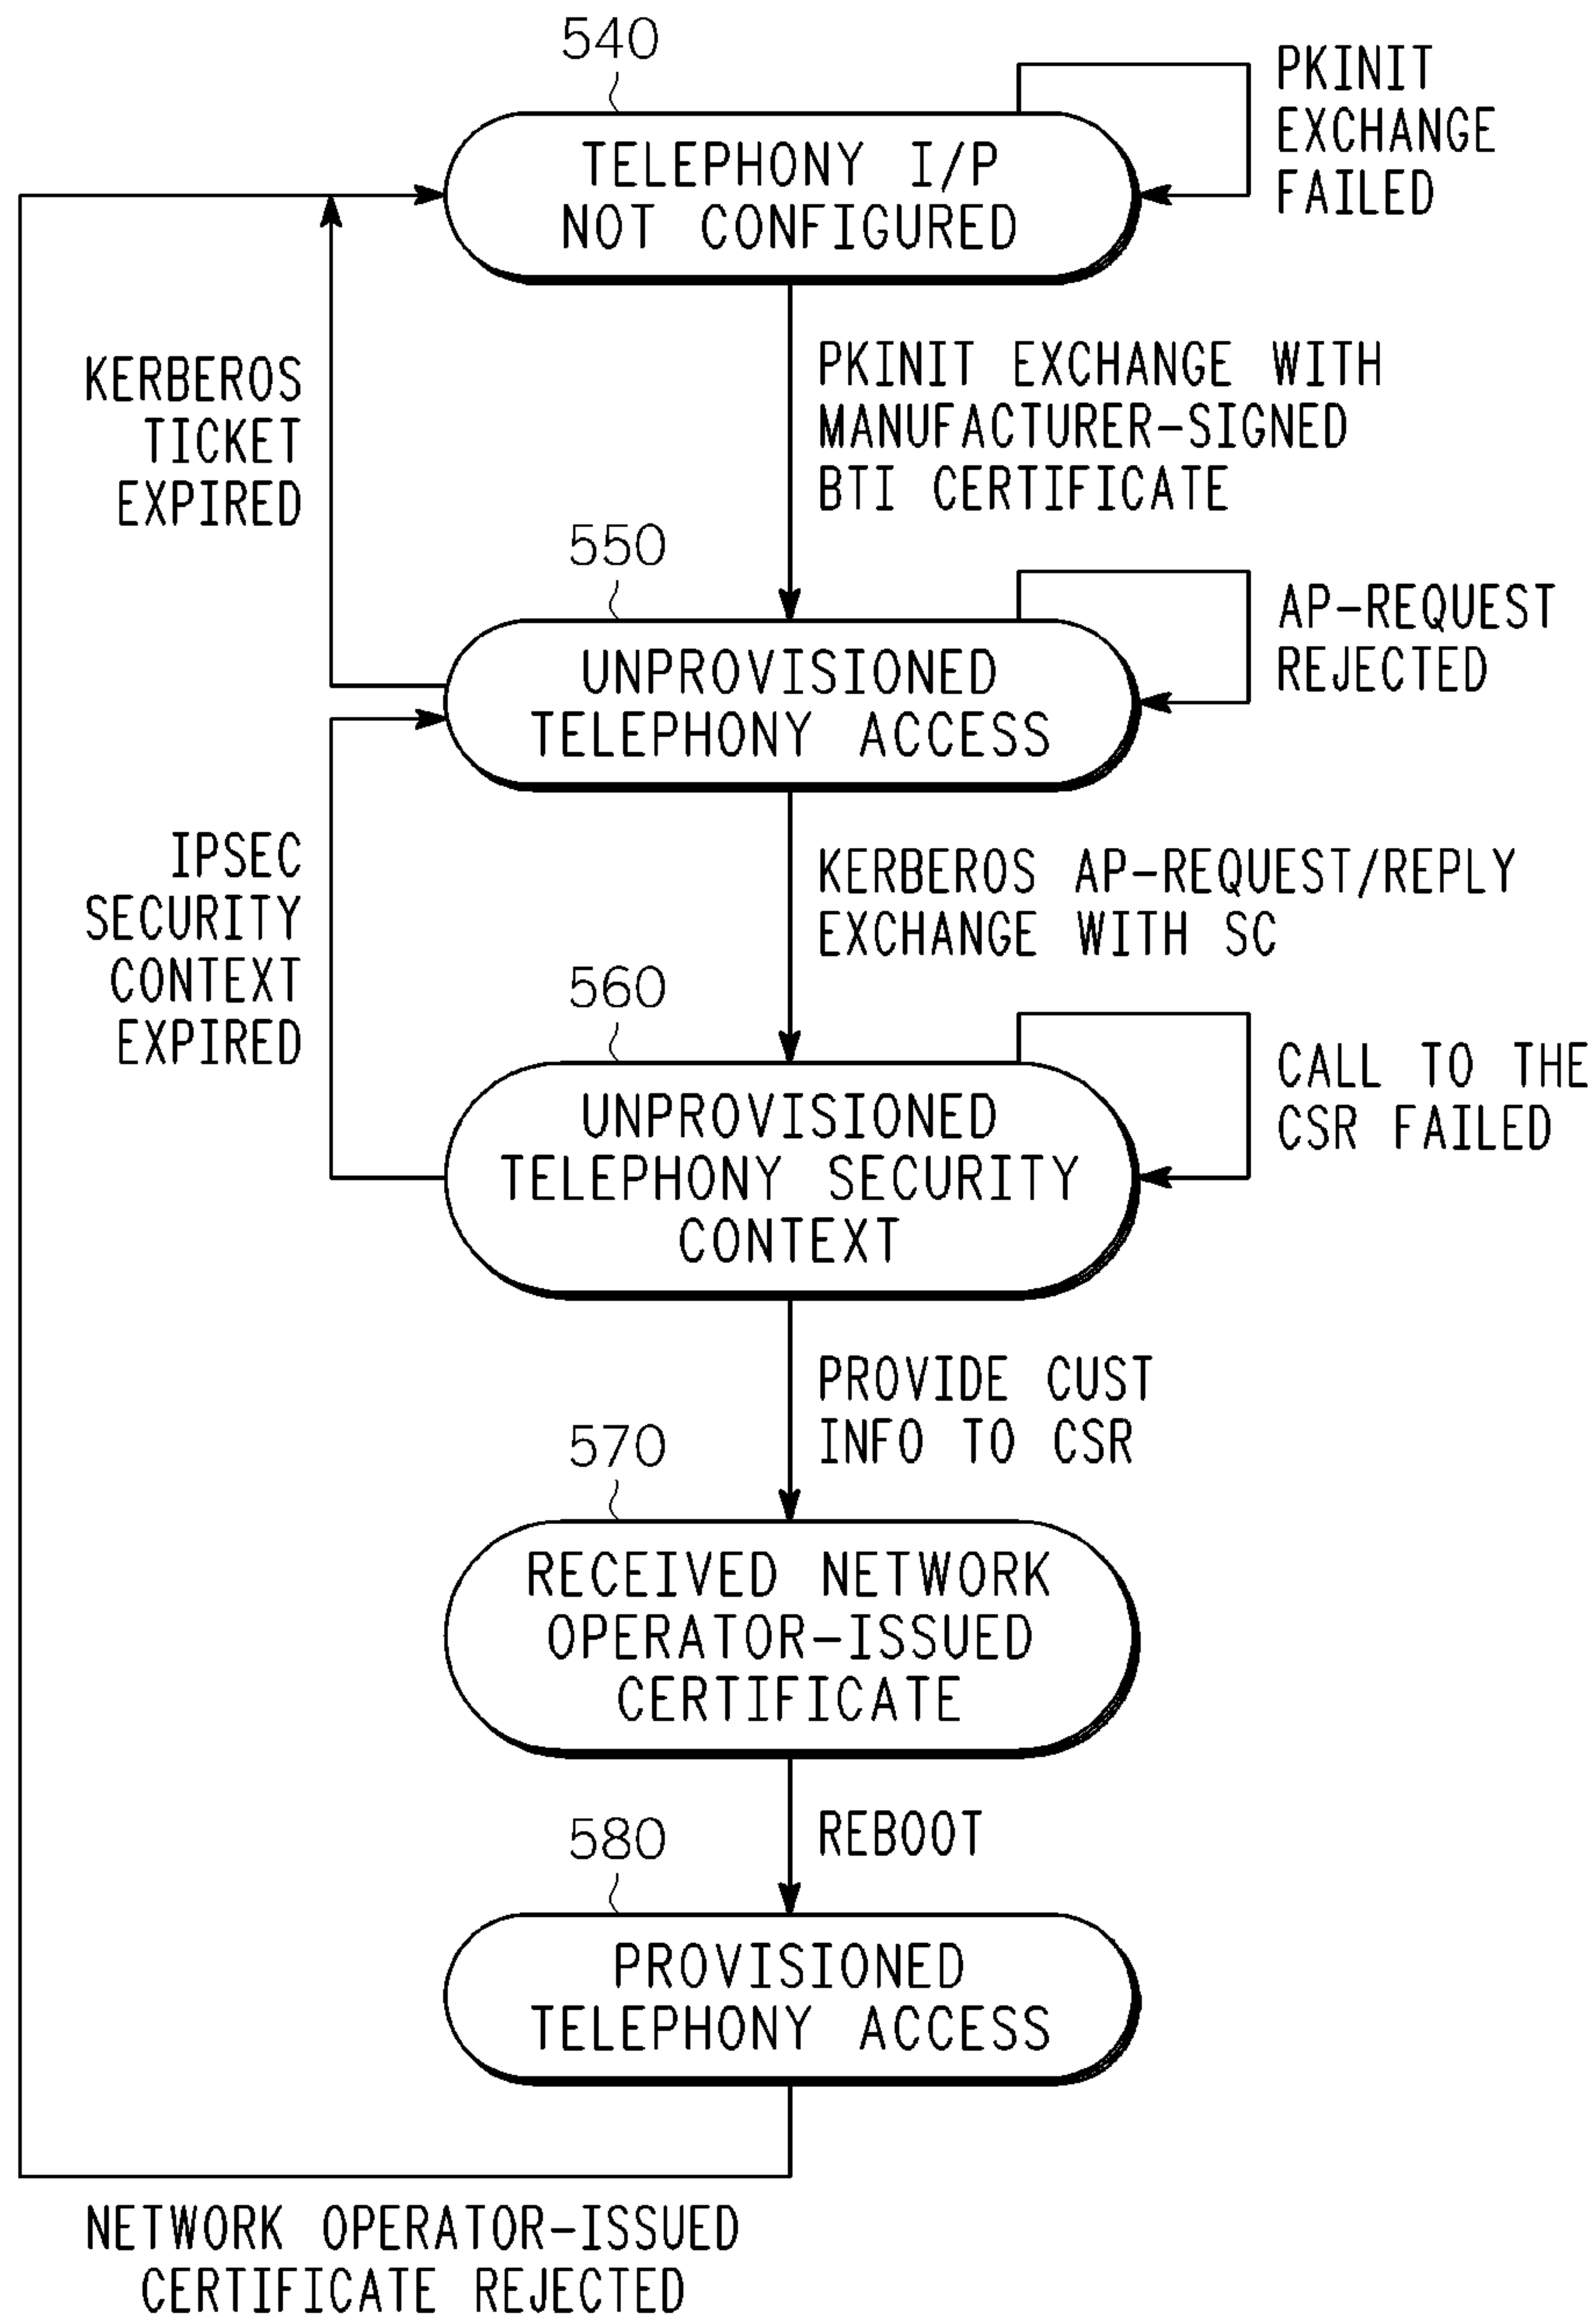 540
TELEPHONY I/P
NOT CONFIGURED
PKINIT
EXCHANGE
FAILED
KERBEROS
TICKET
EXPIRED
PKINIT EXCHANGE WITH
MANUFACTURER-SIGNED
BTI CERTIFICATE
550
UNPROVISIONED
TELEPHONY ACCESS
AP-REQUEST
REJECTED
IPSEC
SECURITY
CONTEXT
EXPIRED
KERBEROS AP-REQUEST/REPLY
EXCHANGE WITH SC
560
UNPROVISIONED
TELEPHONY SECURITY
CONTEXT
CALL TO THE
CSR FAILED
PROVIDE CUST
INFO TO CSR
570
RECEIVED NETWORK
OPERATOR-ISSUED
CERTIFICATE
REBOOT
580
PROVISIONED
TELEPHONY ACCESS
NETWORK OPERATOR-ISSUED
CERTIFICATE REJECTED